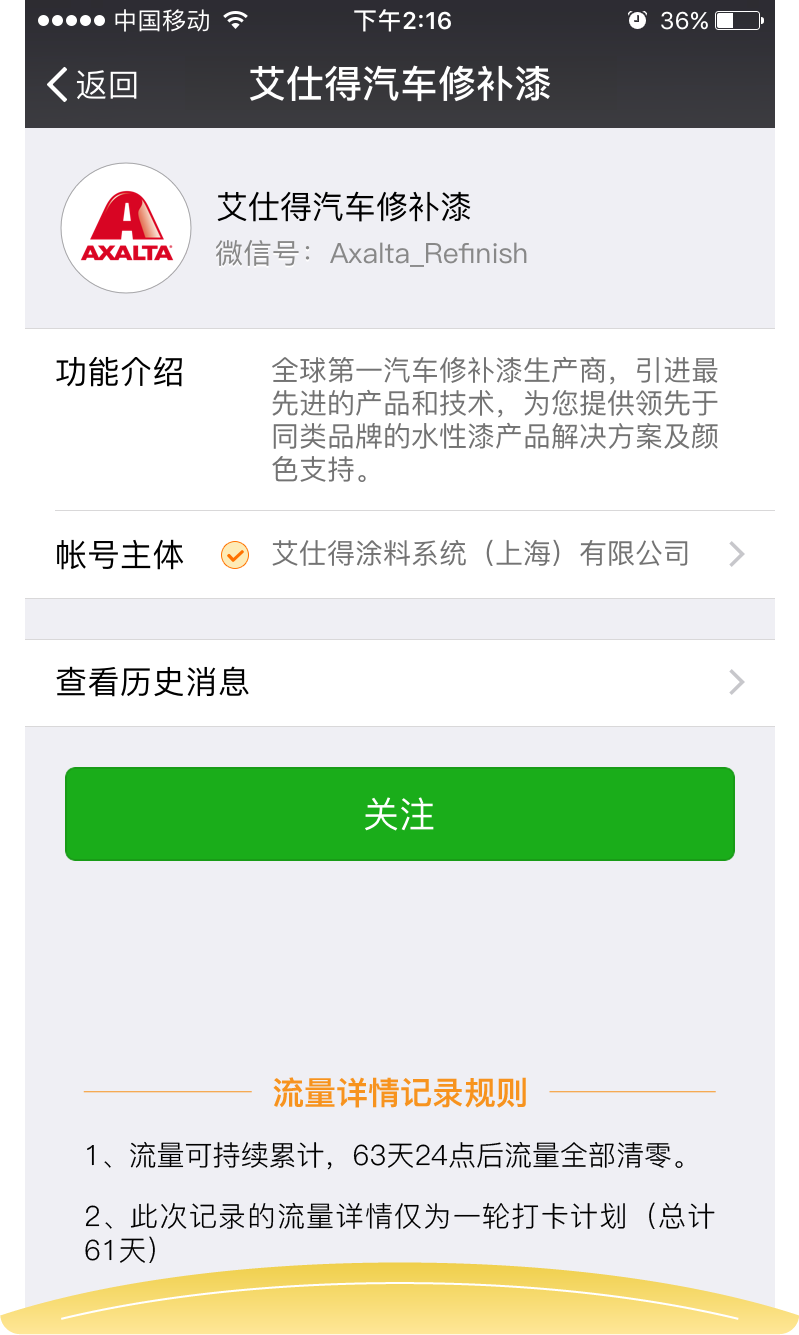 中国移动 下午2:16 36%
返回 艾仕得汽车修补漆
艾仕得汽车修补漆
AXALTA
微信号： Axalta_Refinish
功能介绍 全球第一汽车修补漆生产商，引进最
先进的产品和技术，为您提供领先于
同类品牌的水性漆产品解决方案及颜
色支持。
帐号主体 艾仕得涂料系统（上海）有限公司
查看历史消息
关注
流量详情记录规则
1、流量可持续累计，63天24点后流量全部清零。
2、此次记录的流量详情仅为一轮打卡计划（总计
61天)